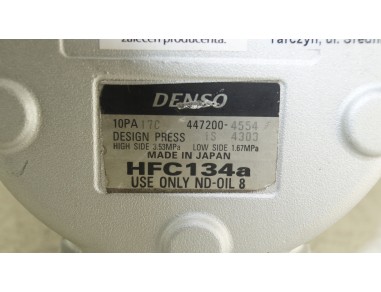 zaleceń producenta.
Tarczyn, ul.
DENSO
10PA17C 447200-4554
DESIGN PRESS IS 4303
HIGH SIDE 3.53MPa LOW SIDE 1.67MPa
MADE IN JAPAN
HFC134a
USE ONLY ND-OIL 8